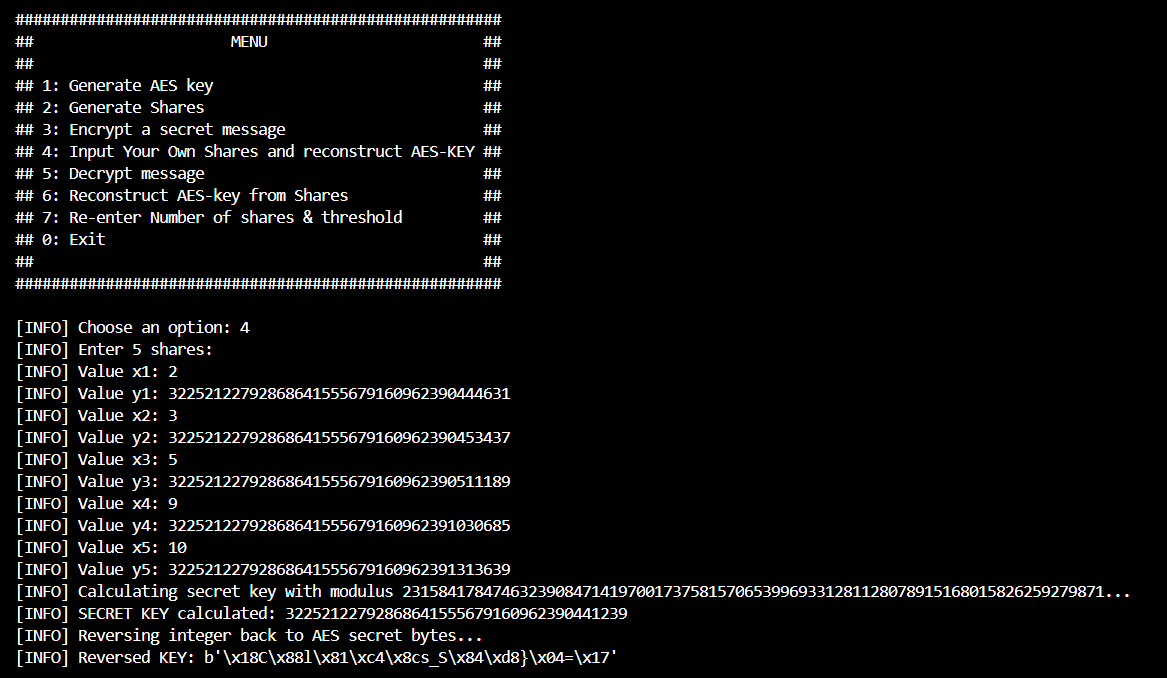 ######################################################
## MENU ##
## ##
## 1: Generate AES key ##
## 2: Generate Shares ##
## 3: Encrypt a secret message ##
## 4: Input Your Own Shares and reconstruct AES-KEY ##
## 5: Decrypt message ##
## 6: Reconstruct AES-key from Shares ##
## 7: Re-enter Number of shares & threshold ##
## 0: Exit ##
## ##
######################################################
[INFO] Choose an option: 4
[INFO] Enter 5 shares:
[INFO] Value x1: 2
[INFO] Value y1: 32252122792868641555679160962390444631
[INFO] Value x2: 3
[INFO] Value y2: 32252122792868641555679160962390453437
[INFO] Value x3: 5
[INFO] Value y3: 32252122792868641555679160962390511189
[INFO] Value x4: 9
[INFO] Value y4: 32252122792868641555679160962391030685
[INFO] Value x5: 10
[INFO] Value y5: 32252122792868641555679160962391313639
[INFO] Calculating secret key with modulus 231584178474632390847141970017375815706539969331281128078915168015826259279871...
[INFO] SECRET KEY calculated: 32252122792868641555679160962390441239
[INFO] Reversing integer back to AES secret bytes...
[INFO] Reversed KEY: b'\x18C\x88l\x81\xc4\x8cs_S\x84\xd8}\x04=\x17'